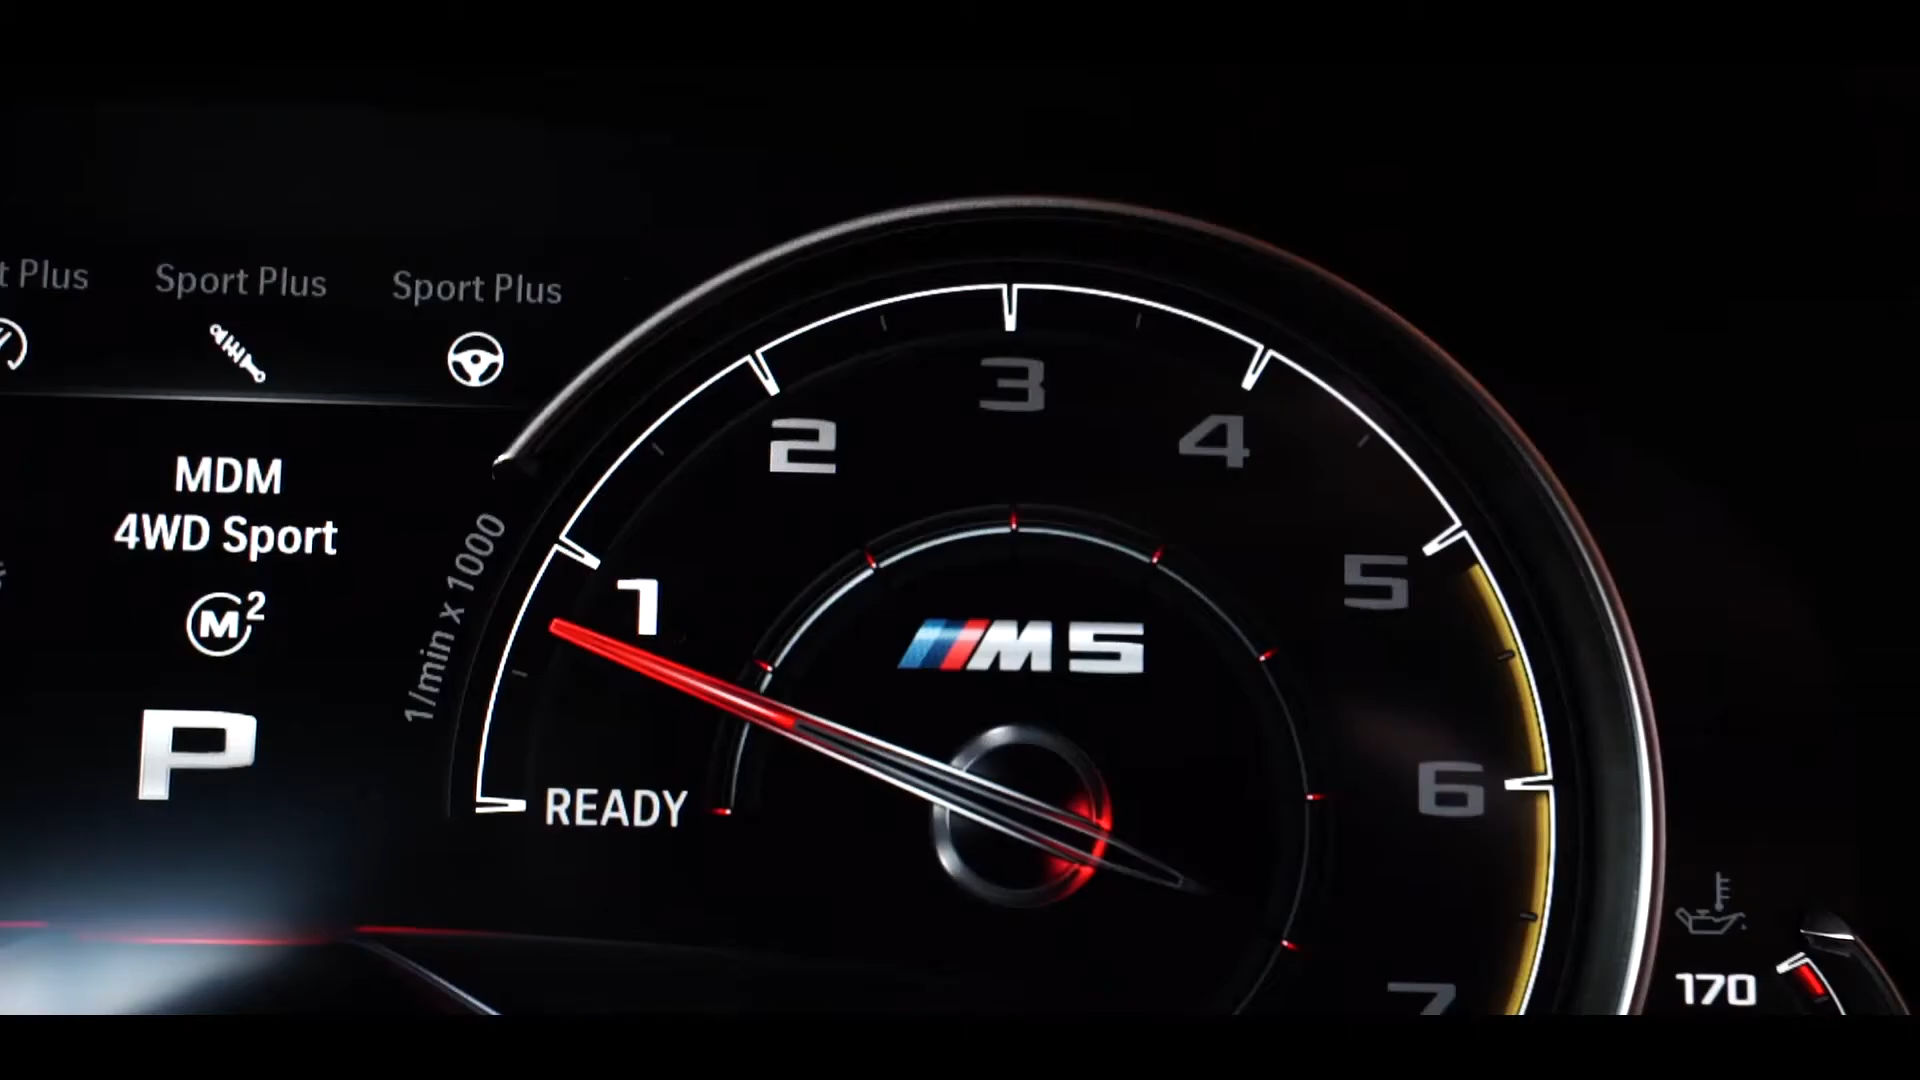 t Plus
Sport Plus
Sport Plus
MDM
4WD Sport
M2
P
1/min x 1000
READY
1
2
3
4
5
6
7
M5
170